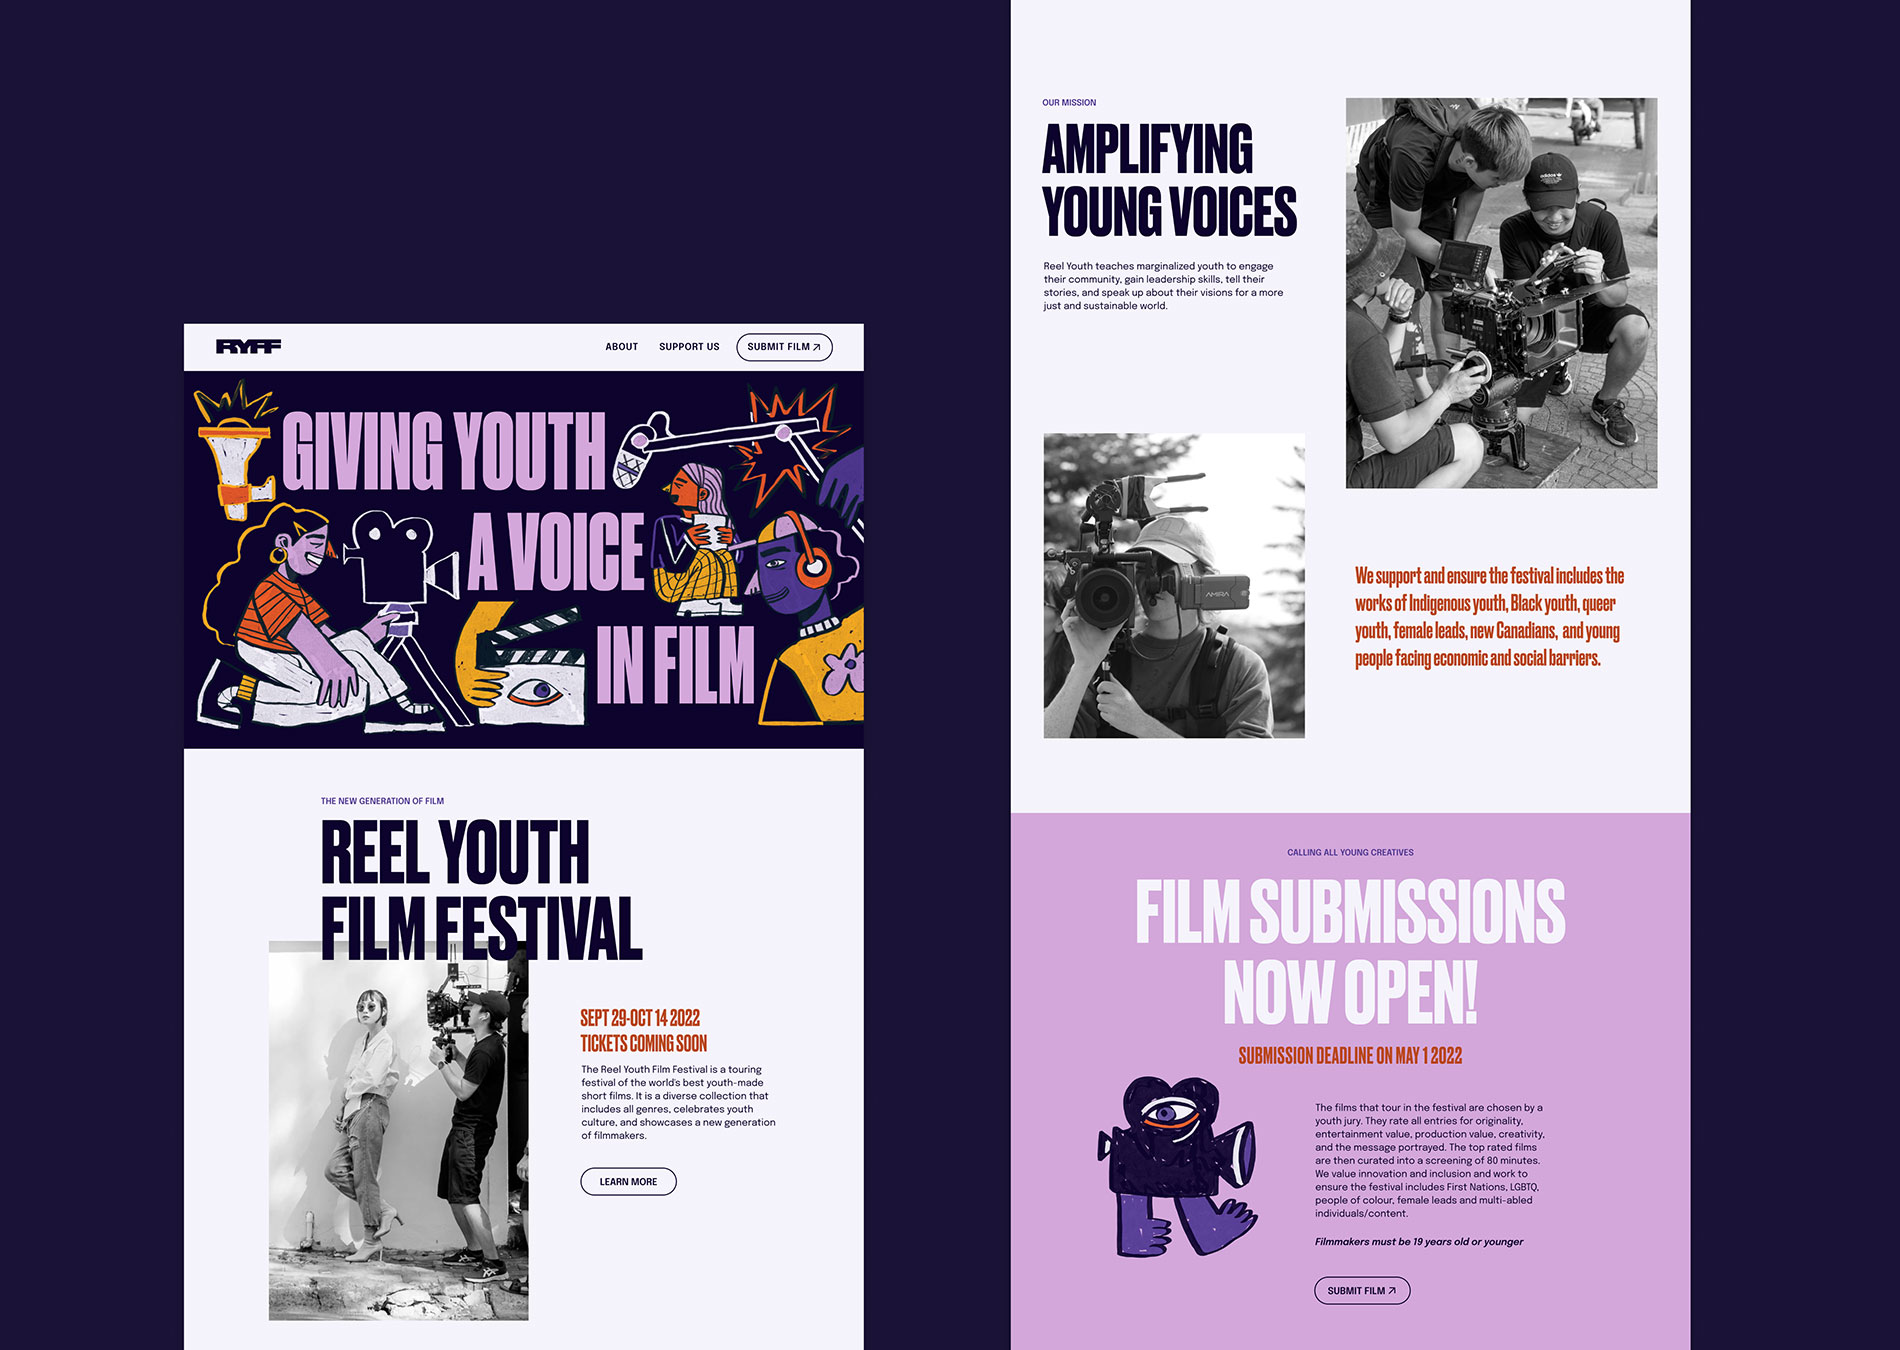 RYFF
ABOUT
SUPPORT US
SUBMIT FILM ↗
GIVING YOUTH
A VOICE
IN FILM
THE NEW GENERATION OF FILM
REEL YOUTH
FILM FESTIVAL
SEPT 29-OCT 14 2022
TICKETS COMING SOON
The Reel Youth Film Festival is a touring
festival of the world's best youth-made
short films. It is a diverse collection that
includes all genres, celebrates youth
culture, and showcases a new generation
of filmmakers.
LEARN MORE
OUR MISSION
AMPLIFYING
YOUNG VOICES
Reel Youth teaches marginalized youth to engage
their community, gain leadership skills, tell their
stories, and speak up about their visions for a more
just and sustainable world.
adidas
AMIRA
We support and ensure the festival includes the
works of Indigenous youth, Black youth, queer
youth, female leads, new Canadians, and young
people facing economic and social barriers.
CALLING ALL YOUNG CREATIVES
FILM SUBMISSIONS
NOW OPEN!
SUBMISSION DEADLINE ON MAY 1 2022
The films that tour in the festival are chosen by a
youth jury. They rate all entries for originality,
entertainment value, production value, creativity,
and the message portrayed. The top rated films
are then curated into a screening of 80 minutes.
We value innovation and inclusion and work to
ensure the festival includes First Nations, LGBTQ,
people of colour, female leads and multi-abled
individuals/content.
Filmmakers must be 19 years old or younger
SUBMIT FILM ↗